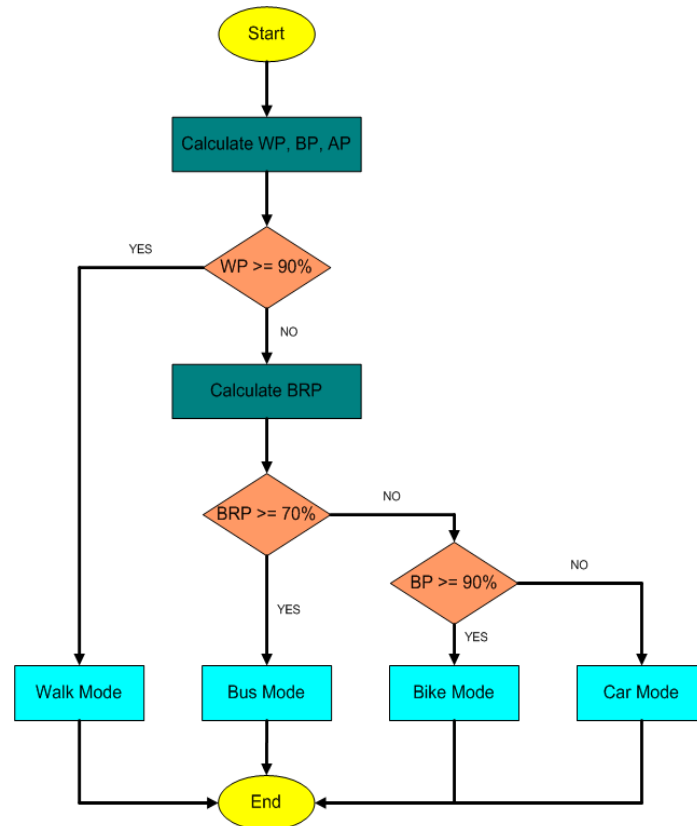 Start
Calculate WP, BP, AP
YES
WP >= 90%
NO
Calculate BRP
BRP >= 70%
NO
BP >= 90%
NO
YES
YES
Walk Mode
Bus Mode
Bike Mode
Car Mode
End